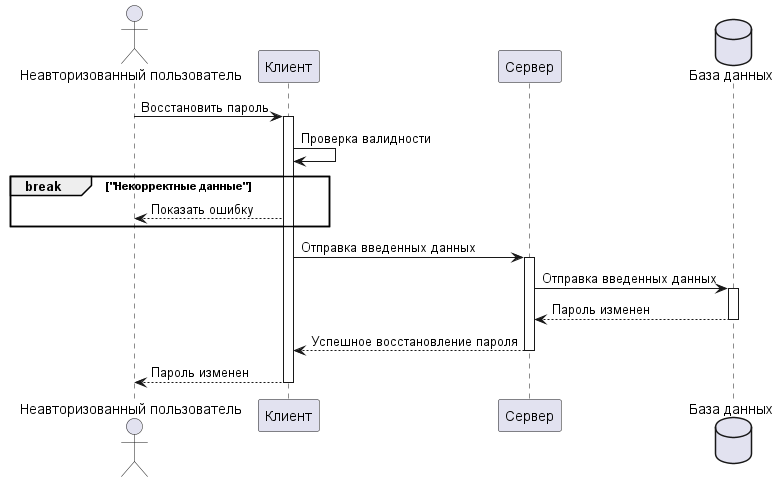 Неавторизованный пользователь
Клиент
Сервер
База данных
Восстановить пароль
Проверка валидности
break ["Некорректные данные"]
Показать ошибку
Отправка введенных данных
Отправка введенных данных
Пароль изменен
Успешное восстановление пароля
Пароль изменен
Неавторизованный пользователь
Клиент
Сервер
База данных